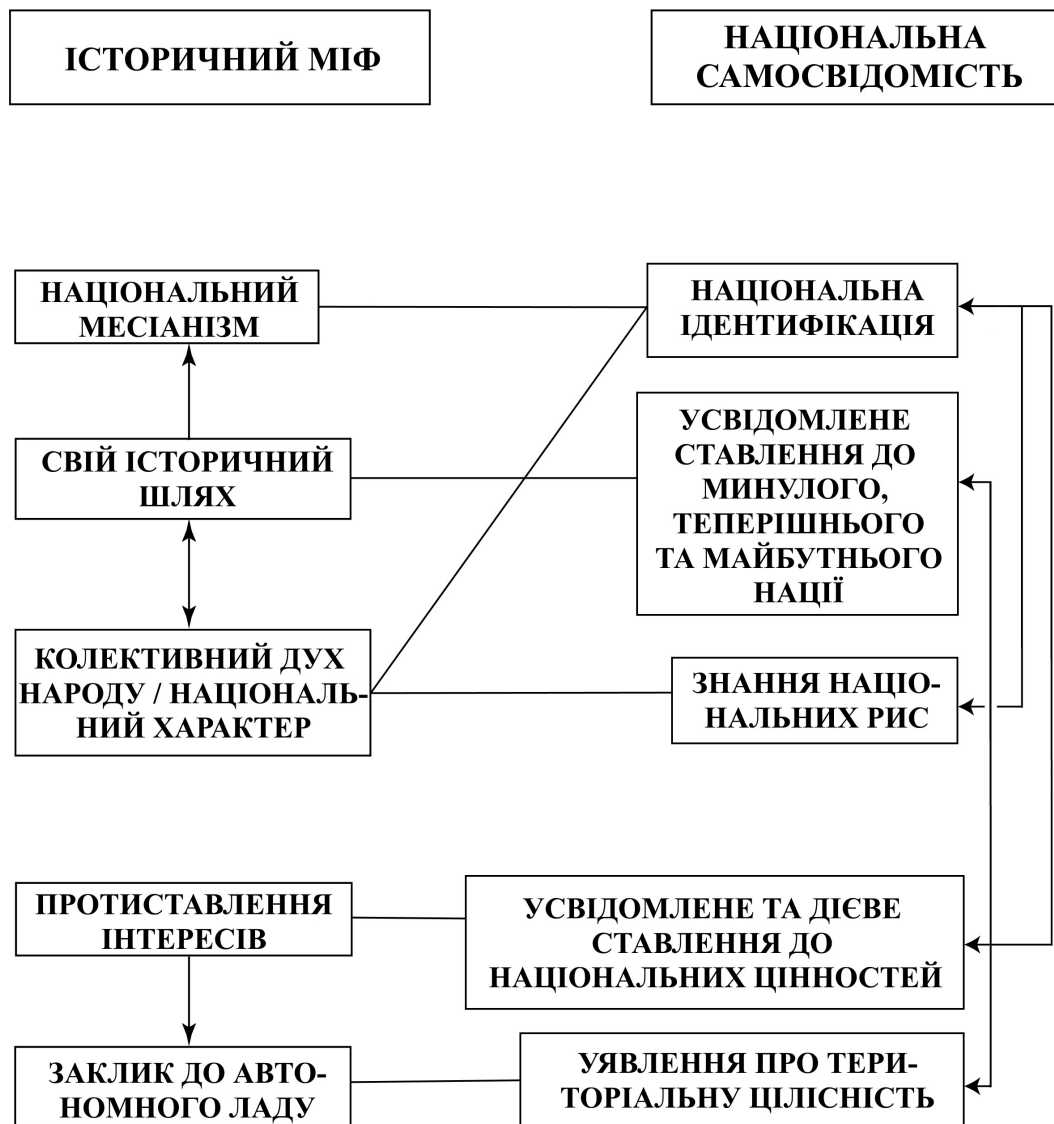 ІСТОРИЧНИЙ МІФ
НАЦІОНАЛЬНА
САМОСВІДОМІСТЬ
НАЦІОНАЛЬНИЙ
МЕСІАНІЗМ
НАЦІОНАЛЬНА
ІДЕНТИФІКАЦІЯ
СВІЙ ІСТОРИЧНИЙ
ШЛЯХ
УСВІДОМЛЕНЕ
СТАВЛЕННЯ ДО
МИНУЛОГО,
ТЕПЕРІШНЬОГО
ТА МАЙБУТНЬОГО
НАЦІЇ
КОЛЕКТИВНИЙ ДУХ
НАРОДУ / НАЦІОНАЛЬ-
НИЙ ХАРАКТЕР
ЗНАННЯ НАЦІО-
НАЛЬНИХ РИС
ПРОТИСТАВЛЕННЯ
ІНТЕРЕСІВ
УСВІДОМЛЕНЕ ТА ДІЄВЕ
СТАВЛЕННЯ ДО
НАЦІОНАЛЬНИХ ЦІННОСТЕЙ
ЗАКЛИК ДО АВТО-
НОМНОГО ЛАДУ
УЯВЛЕННЯ ПРО ТЕРИ-
ТОРІАЛЬНУ ЦІЛІСНІСТЬ